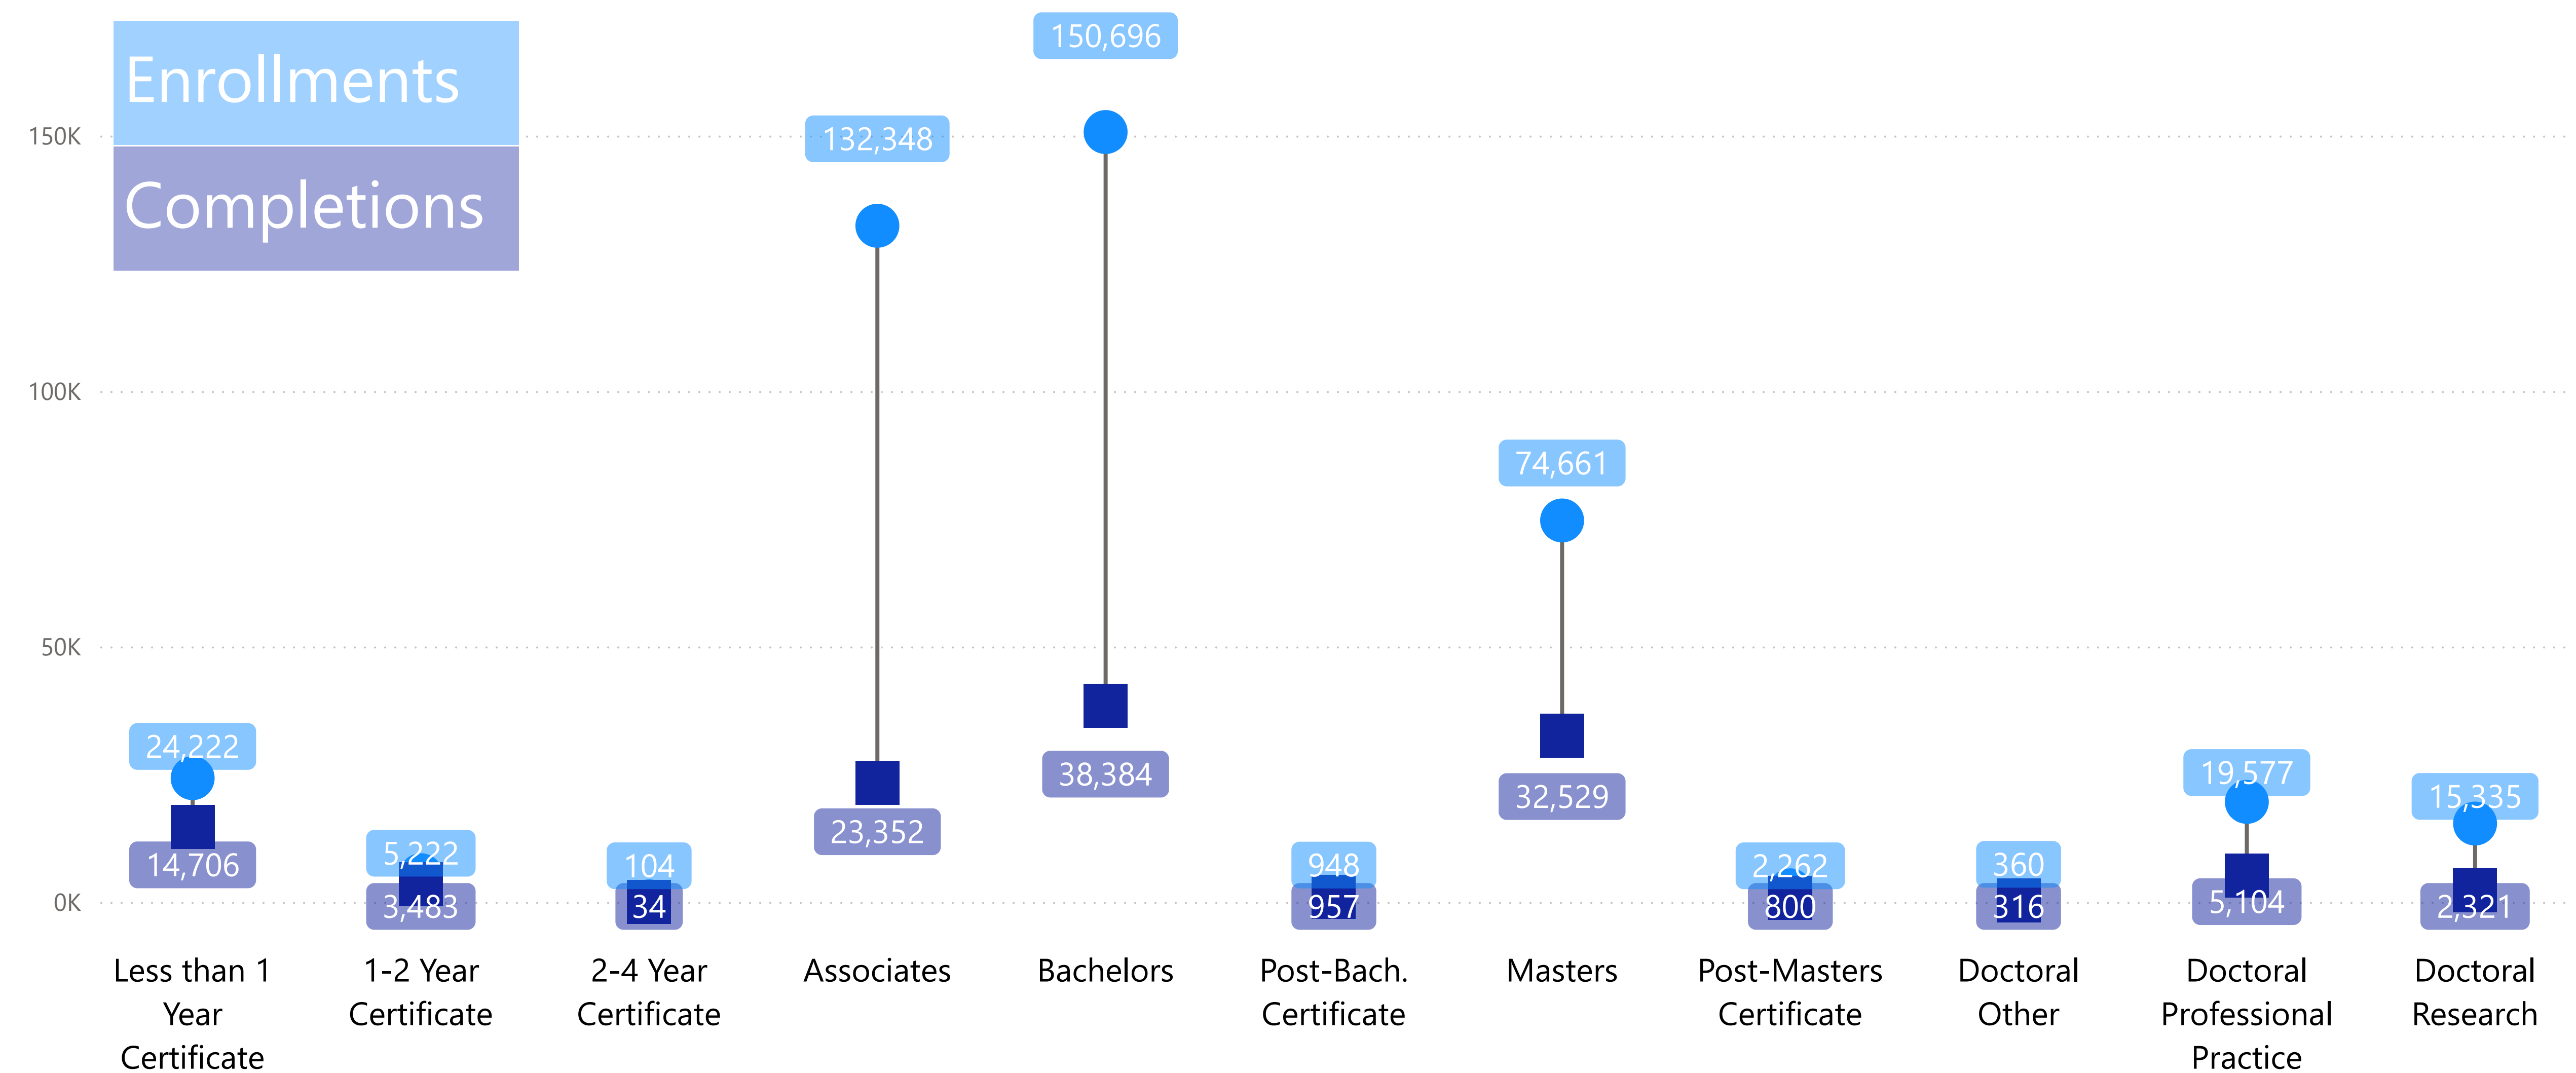 Enrollments
Completions
150K
100K
50K
0K
24,222
14,706
5,222
3,483
104
34
132,348
23,352
150,696
38,384
948
957
74,661
32,529
2,262
800
360
316
19,577
5,104
15,335
2,321
Less than 1
Year
Certificate
1-2 Year
Certificate
2-4 Year
Certificate
Associates
Bachelors
Post-Bach.
Certificate
Masters
Post-Masters
Certificate
Doctoral
Other
Doctoral
Professional
Practice
Doctoral
Research